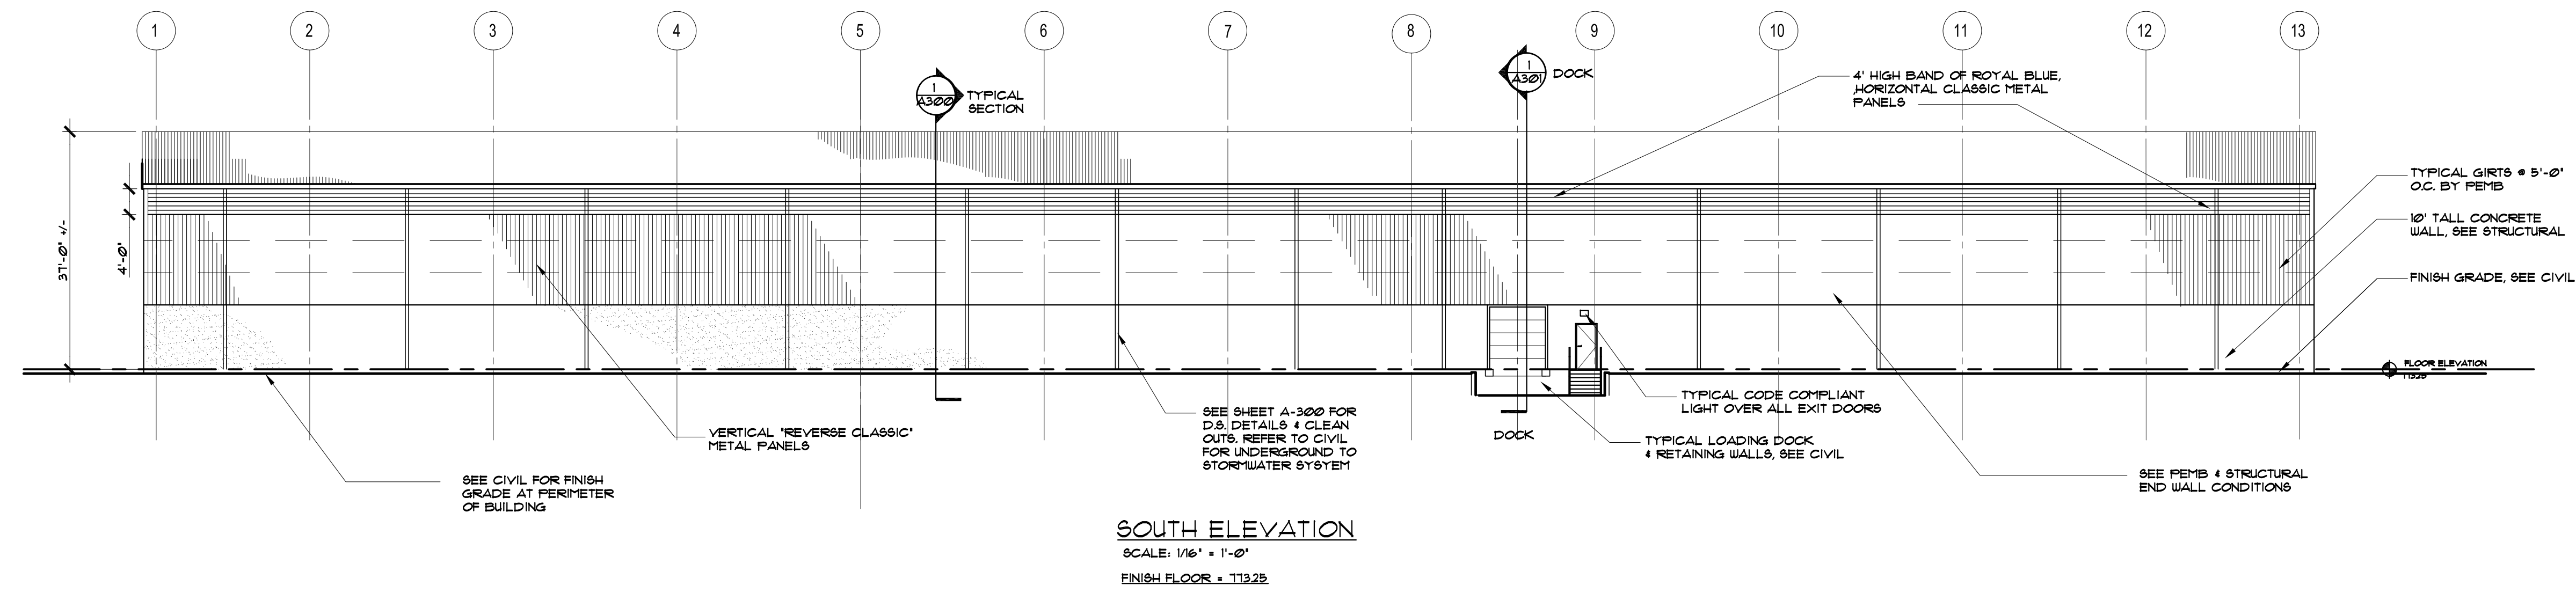 1 2 3 4 5 6 7 8 9 10 11 12 13
1
A300
TYPICAL
SECTION
1
A301
DOCK
4' HIGH BAND OF ROYAL BLUE,
,HORIZONTAL CLASSIC METAL
PANELS
TYPICAL GIRTS @ 5'-0"
O.C. BY PEMB
10' TALL CONCRETE
WALL, SEE STRUCTURAL
FINISH GRADE, SEE CIVIL
37'-0" +/-
4'-0"
FLOOR ELEVATION
773.25
TYPICAL CODE COMPLIANT
LIGHT OVER ALL EXIT DOORS
SEE SHEET A-300 FOR
D.S. DETAILS & CLEAN
OUTS. REFER TO CIVIL
FOR UNDERGROUND TO
STORMWATER SYSYEM
VERTICAL "REVERSE CLASSIC"
METAL PANELS
DOCK
TYPICAL LOADING DOCK
& RETAINING WALLS, SEE CIVIL
SEE CIVIL FOR FINISH
GRADE AT PERIMETER
OF BUILDING
SEE PEMB & STRUCTURAL
END WALL CONDITIONS
SOUTH ELEVATION
SCALE: 1/16" = 1'-0"
FINISH FLOOR = 773.25